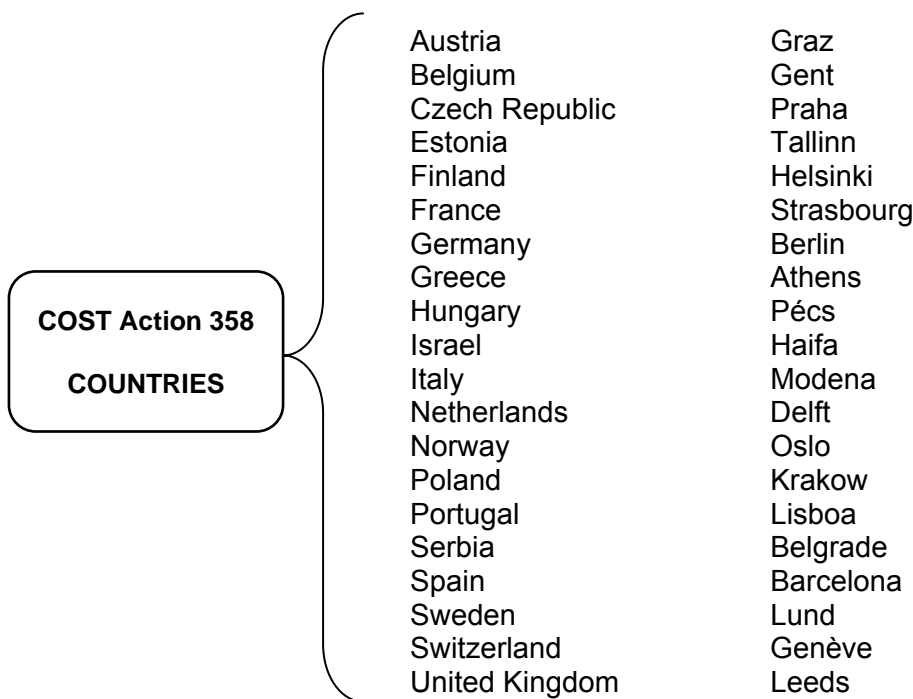 COST Action 358
COUNTRIES
Austria Graz
Belgium Gent
Czech Republic Praha
Estonia Tallinn
Finland Helsinki
France Strasbourg
Germany Berlin
Greece Athens
Hungary Pécs
Israel Haifa
Italy Modena
Netherlands Delft
Norway Oslo
Poland Krakow
Portugal Lisboa
Serbia Belgrade
Spain Barcelona
Sweden Lund
Switzerland Genève
United Kingdom Leeds